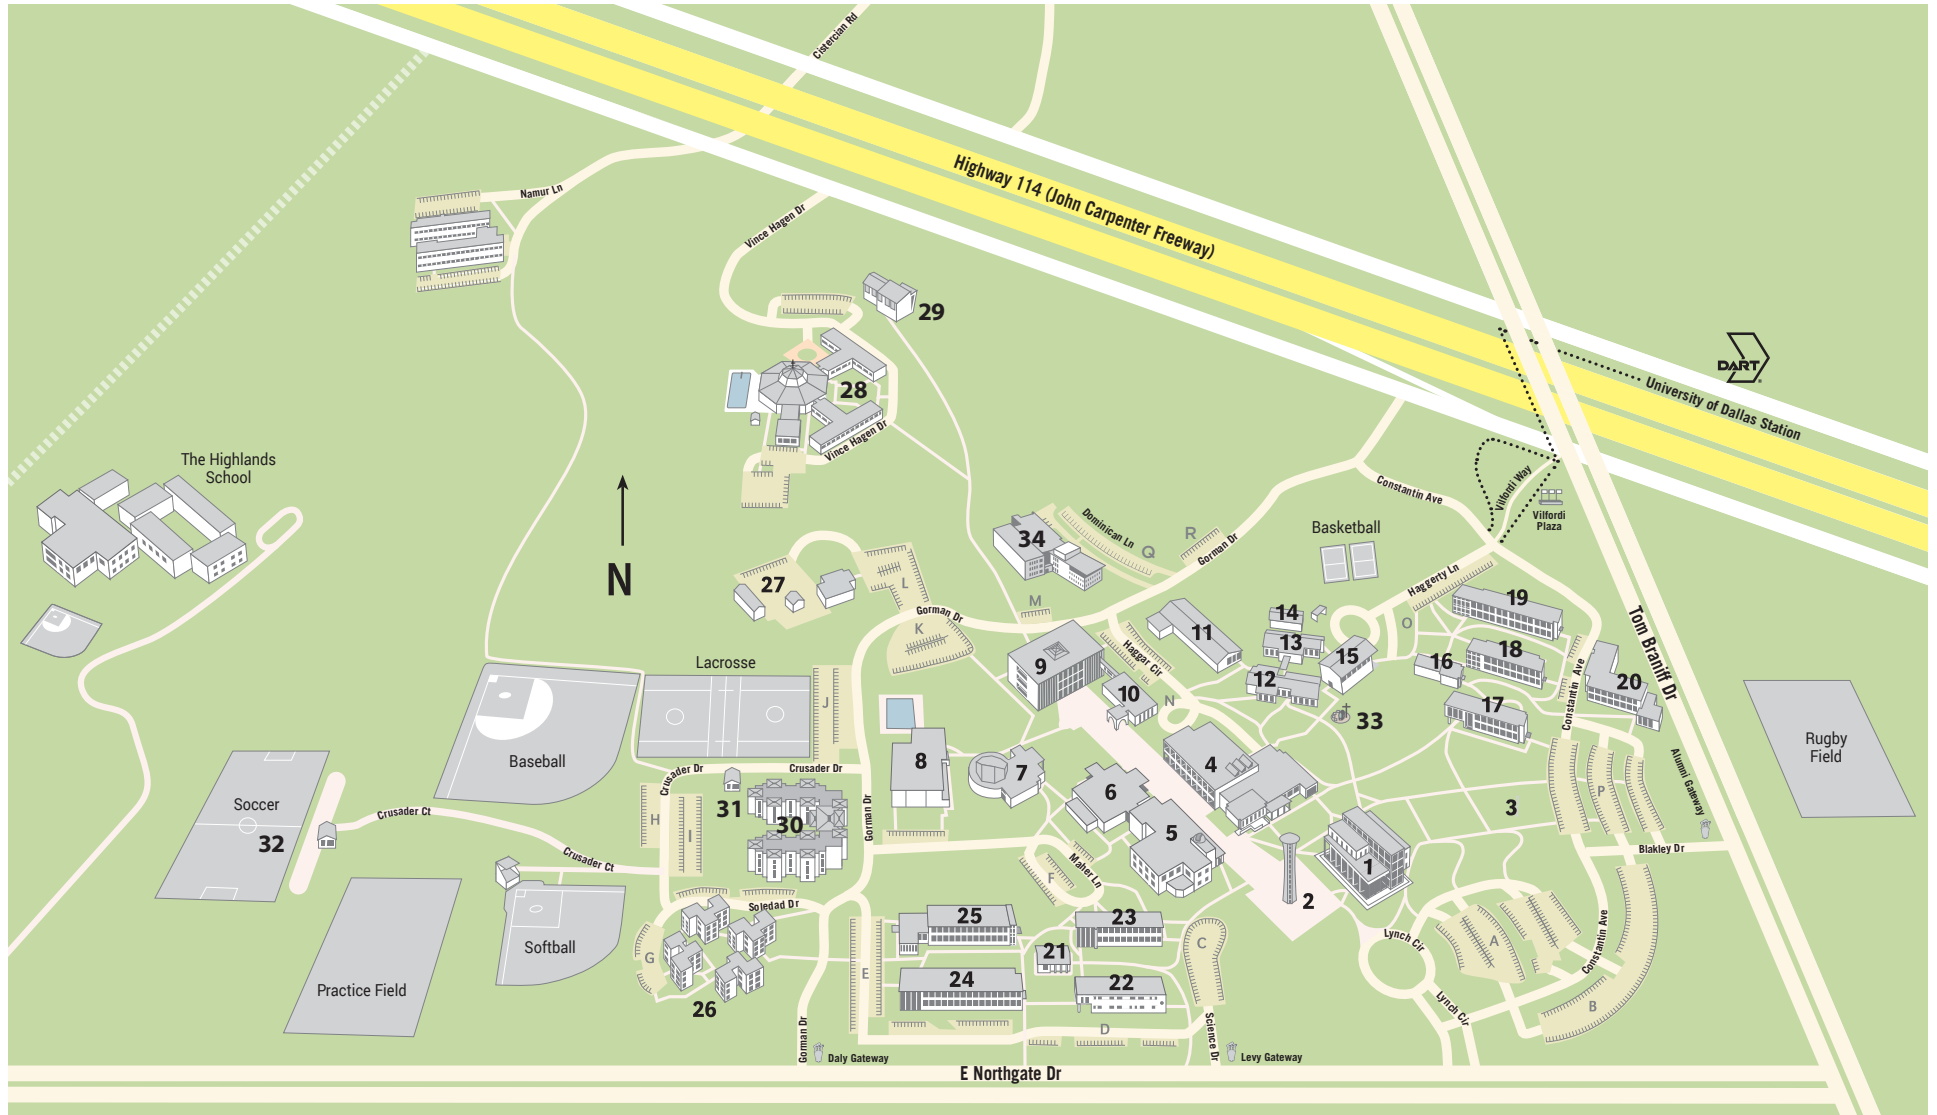 Cistercian Rd
Highway 114 (John Carpenter Freeway)
Namur Ln
Vince Hagen Dr
29
28
Vince Hagen Dr
DART
University of Dallas Station
The Highlands
School
N
Constantin Ave
Vilfordi Way
Vilfordi
Plaza
Basketball
34
Dominican Ln
Q
R
Gorman Dr
27
L
M
Gorman Dr
K
Haggerty Ln
19
14
11
13
O
18
Tom Braniff Dr
9
Haggar Cir
15
16
12
20
Lacrosse
J
10
N
33
17
Constantin Ave
Baseball
8
7
4
Rugby
Field
Alumni Gateway
Crusader Dr
Crusader Dr
31
30
6
3
P
Soccer
32
Crusader Ct
H
I
Gorman Dr
5
Blakley Dr
Crusader Ct
Maher Ln
F
1
2
Soledad Dr
25
23
Softball
G
C
Lynch Cir
A
Constantin Ave
21
E
24
22
Practice Field
26
B
Lynch Cir
D
Gorman Dr
Science Dr
Daly Gateway
Levy Gateway
E Northgate Dr